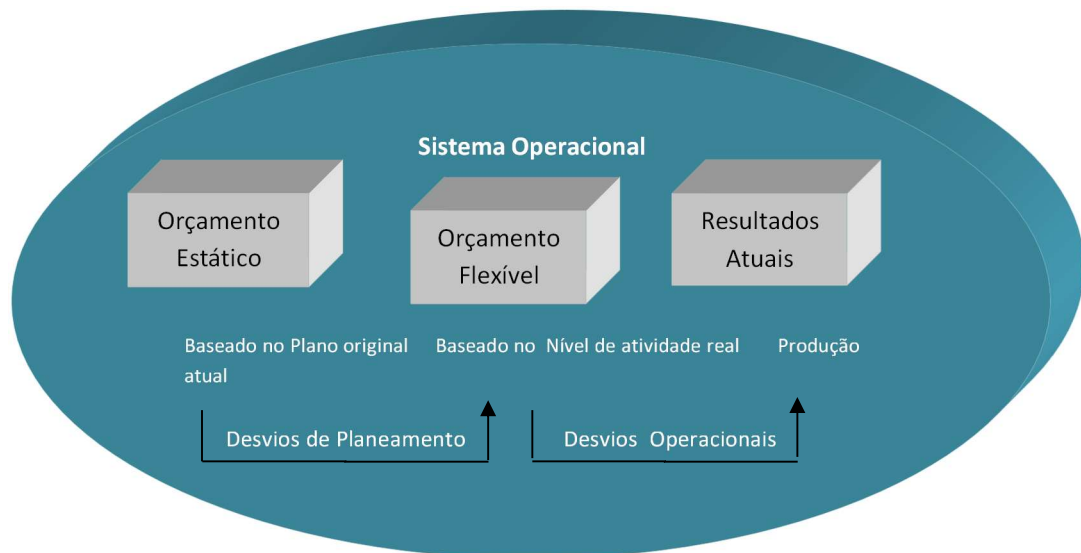 Sistema Operacional
Orçamento
Estático
Orçamento
Flexível
Resultados
Atuais
Baseado no Plano original
atual
Baseado no Nível de atividade real
Produção
Desvios de Planeamento
Desvios Operacionais